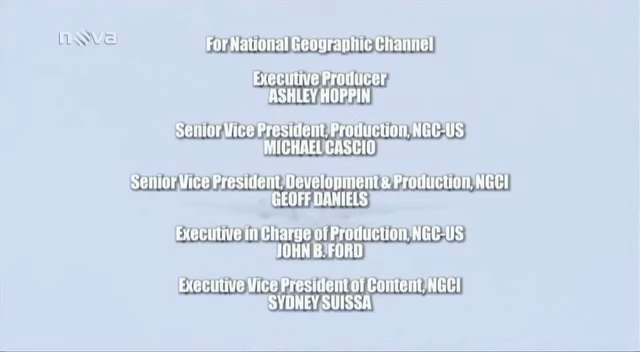 nova
For National Geographic Channel
Executive Producer
ASHLEY HOPPIN
Senior Vice President, Production, NGC-US
MICHAEL CASCIO
Senior Vice President, Development & Production, NGCI
GEOFF DANIELS
Executive in Charge of Production, NGC-US
JOHN B. FORD
Executive Vice President of Content, NGCI
SYDNEY SUISSA